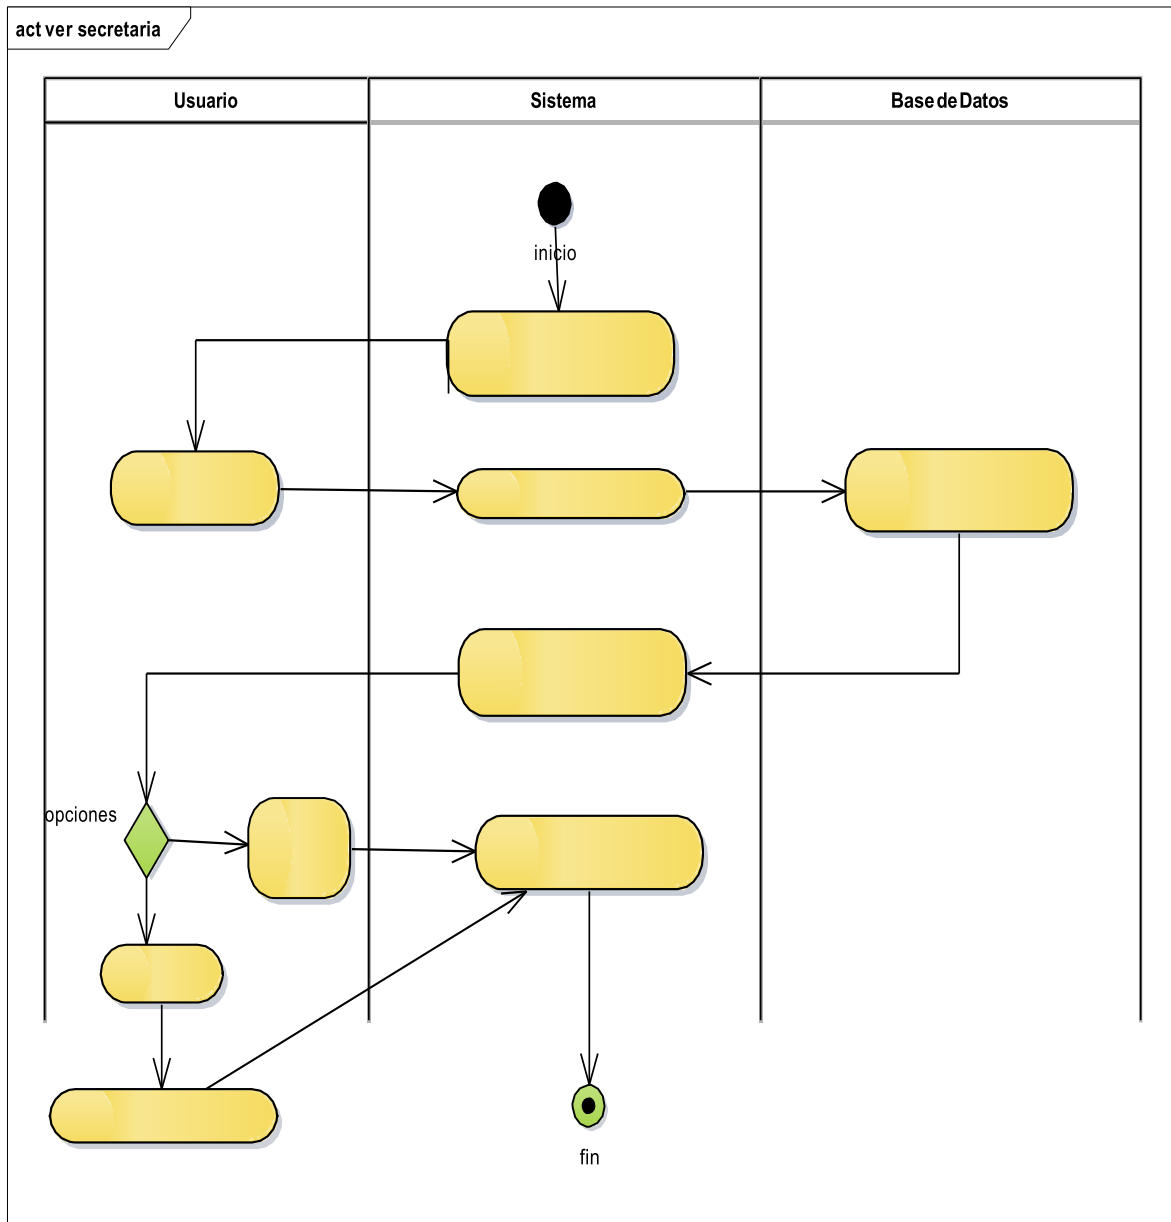 act ver secretaria
Usuario
Sistema
Base de Datos
inicio
opciones
fin